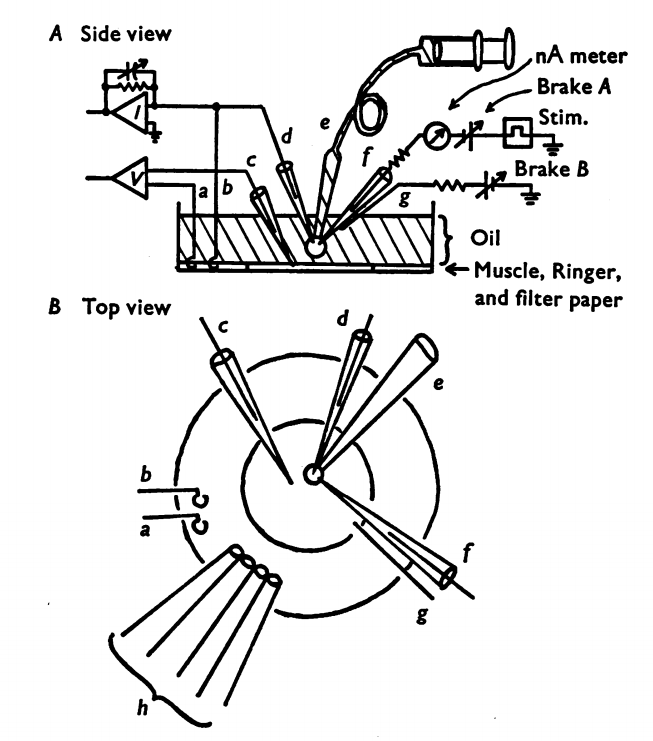 A Side view
nA meter
Brake A
Stim.
I
e
d
f
c
V
a
b
g
Brake B
Oil
Muscle, Ringer,
and filter paper
B Top view
c
d
e
b
a
f
g
h